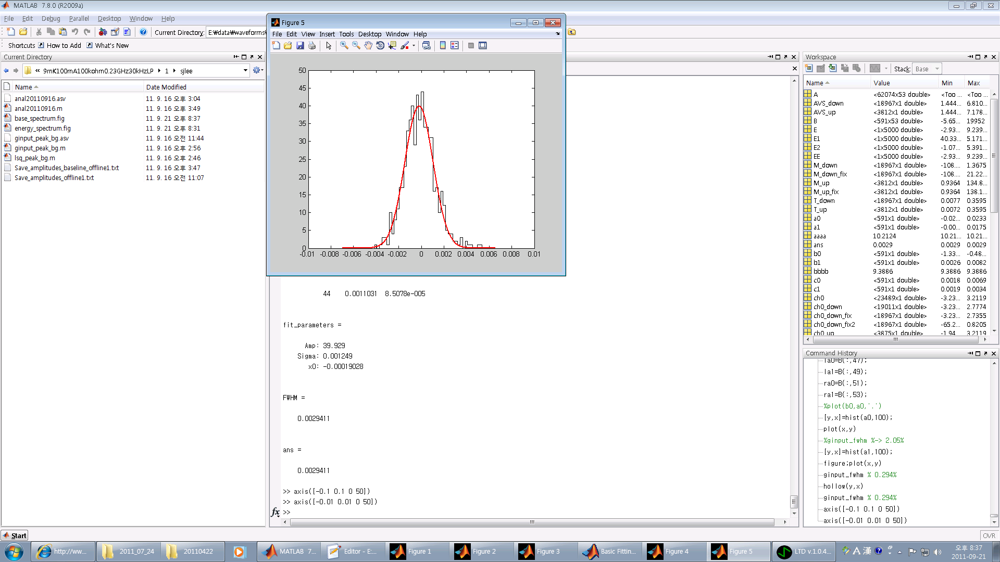 MATLAB 7.8.0 (R2009a)
File Edit Debug Parallel Desktop Window Help
Current Directory: E:₩data₩waveforms₩
Shortcuts How to Add What's New
Current Directory
« 9mK100mA100kohm0.23GHz30kHzLP ▸ 1 ▸ sjlee
Name Date Modified
anal20110916.asv 11. 9. 16 오후 3:04
anal20110916.m 11. 9. 16 오후 3:49
base_spectrum.fig 11. 9. 21 오후 8:37
energy_spectrum.fig 11. 9. 21 오후 8:31
ginput_peak_bg.asv 11. 9. 16 오전 11:44
ginput_peak_bg.m 11. 9. 16 오후 2:56
lsq_peak_bg.m 11. 9. 16 오후 2:46
Save_amplitudes_baseline_offline1.txt 11. 9. 16 오후 3:47
Save_amplitudes_offline1.txt 11. 9. 16 오전 11:07
Figure 5
File Edit View Insert Tools Desktop Window Help
50
45
40
35
30
25
20
15
10
5
0
-0.01 -0.008 -0.006 -0.004 -0.002 0 0.002 0.004 0.006 0.008 0.01
44 0.0011031 8.5078e-005
fit_parameters =
Amp: 39.929
Sigma: 0.001249
x0: -0.00019028
FWHM =
0.0029411
ans =
0.0029411
>> axis([-0.1 0.1 0 50])
>> axis([-0.01 0.01 0 50])
fx >>
Workspace
Stack: Base
Name Value Min Max
A <62074x53 double> <Too ... <Too ...
AVS_down <18967x1 double> 1.444... 6.810...
AVS_up <3812x1 double> 1.444... 7.178...
B <591x53 double> -5.65... 19952
E <1x5000 double> -2.93... 9.239...
E1 <1x5000 double> 40.33... 5.171...
E2 <1x5000 double> -1.07... 5.391...
EE <1x5000 double> -2.93... 9.239...
M_down <18967x1 double> -108.... 1.3675
M_down_fix <18967x1 double> -108.... 21.22...
M_up <3812x1 double> 0.9364 134.8...
M_up_fix <3812x1 double> 0.9364 138.1...
T_down <18967x1 double> 0.0077 0.3595
T_up <3812x1 double> 0.0072 0.3595
a0 <591x1 double> -0.02... 0.0233
a1 <591x1 double> -0.00... 0.0175
aaaa 10.2124 10.21... 10.21...
ans 0.0029 0.0029 0.0029
b0 <591x1 double> -1.33... -0.48...
b1 <591x1 double> 0.0026 0.0082
bbbb 9.3886 9.3886 9.3886
c0 <591x1 double> 0.0018 0.0069
c1 <591x1 double> 0.0019 0.0034
ch0 <23489x1 double> -3.23... 3.2119
ch0_down <19011x1 double> -3.23... 2.7774
ch0_down_fix <18967x1 double> -3.23... 2.7355
ch0_down_fix2 <18967x1 double> -65.2... 0.8205
ch0_up <3875x1 double> -1.94... 3.2119
Command History
la0=B(:,47);
la1=B(:,49);
ra0=B(:,51);
ra1=B(:,53);
%plot(b0,a0,'.')
[y,x]=hist(a0,100);
plot(x,y)
%ginput_fwhm %-> 2.05%
[y,x]=hist(a1,100);
figure;plot(x,y)
ginput_fwhm % 0.294%
hollow(y,x)
ginput_fwhm % 0.294%
axis([-0.1 0.1 0 50])
axis([-0.01 0.01 0 50])
Start
OVR
http://ww... 2011_07_24 20110422 MATLAB 7.... Editor - E:... Figure 1 Figure 2 Figure 3 Basic Fittin... Figure 4 Figure 5 LTD v.1.0.4... A 漢
오후 8:37
2011-09-21